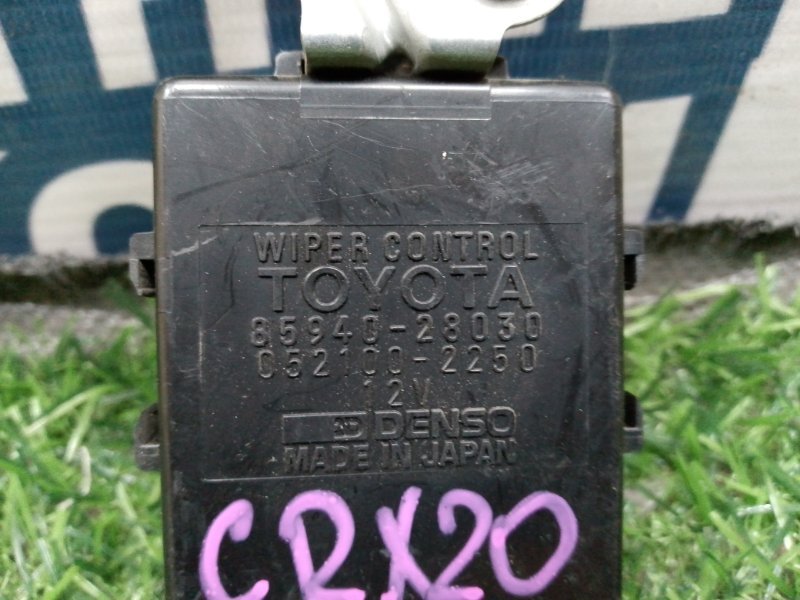 WIPER CONTROL
TOYOTA
85940-28030
052100-2250
12V
DENSO
MADE IN JAPAN
CRX20